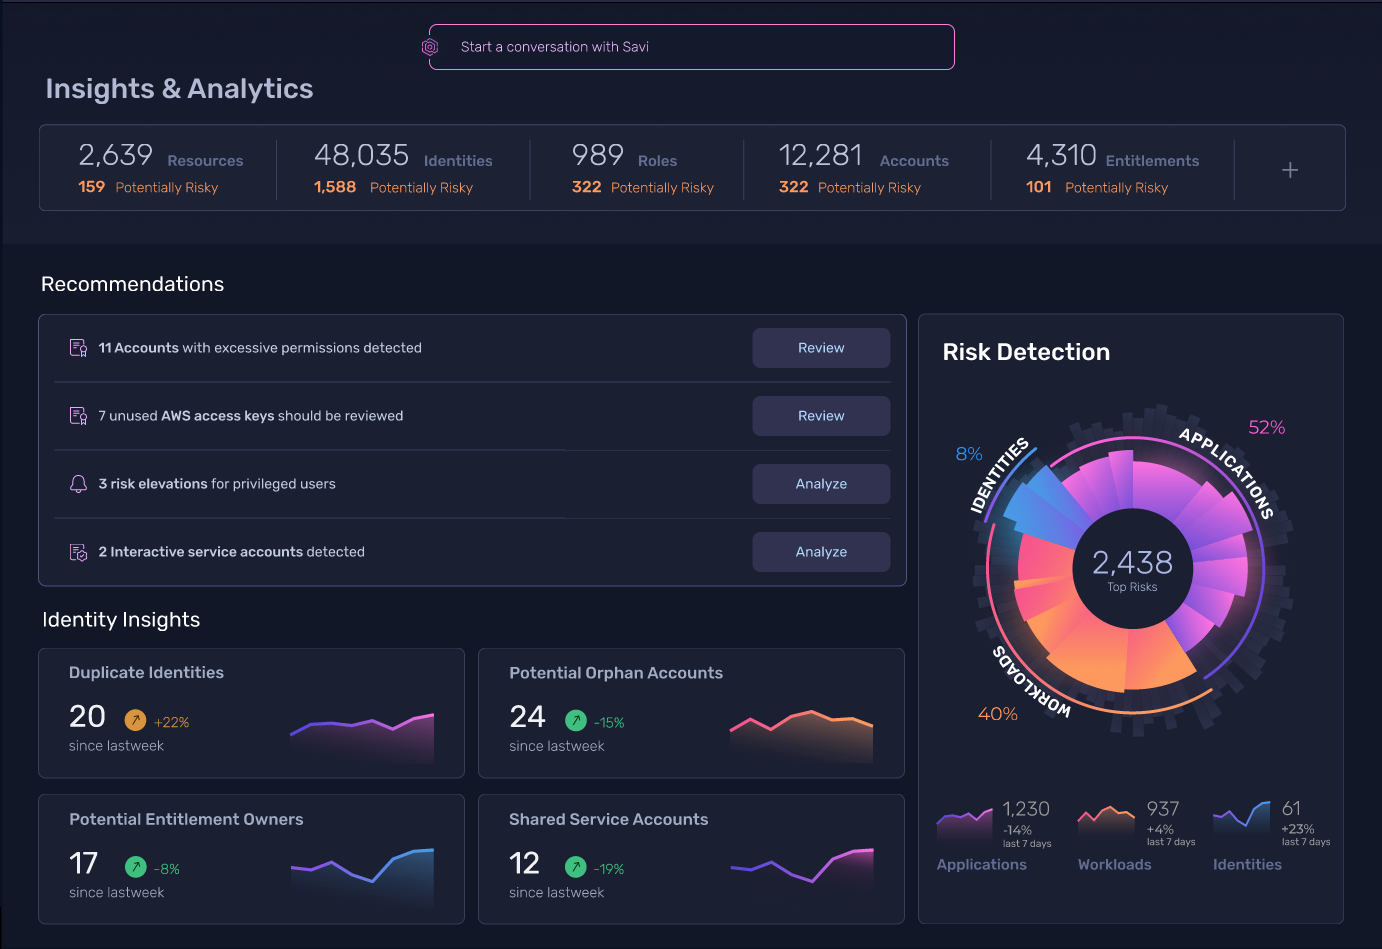 Start a conversation with Savi
Insights & Analytics
2,639 Resources
159 Potentially Risky
48,035 Identities
1,588 Potentially Risky
989 Roles
322 Potentially Risky
12,281 Accounts
322 Potentially Risky
4,310 Entitlements
101 Potentially Risky
+
Recommendations
11 Accounts with excessive permissions detected
Review
7 unused AWS access keys should be reviewed
Review
3 risk elevations for privileged users
Analyze
2 Interactive service accounts detected
Analyze
Identity Insights
Duplicate Identities
20 +22%
since lastweek
Potential Orphan Accounts
24 -15%
since lastweek
Potential Entitlement Owners
17 -8%
since lastweek
Shared Service Accounts
12 -19%
since lastweek
Risk Detection
8%
IDENTITIES
APPLICATIONS
52%
2,438
Top Risks
WORKLOADS
40%
1,230
-14%
last 7 days
Applications
937
+4%
last 7 days
Workloads
61
+23%
last 7 days
Identities